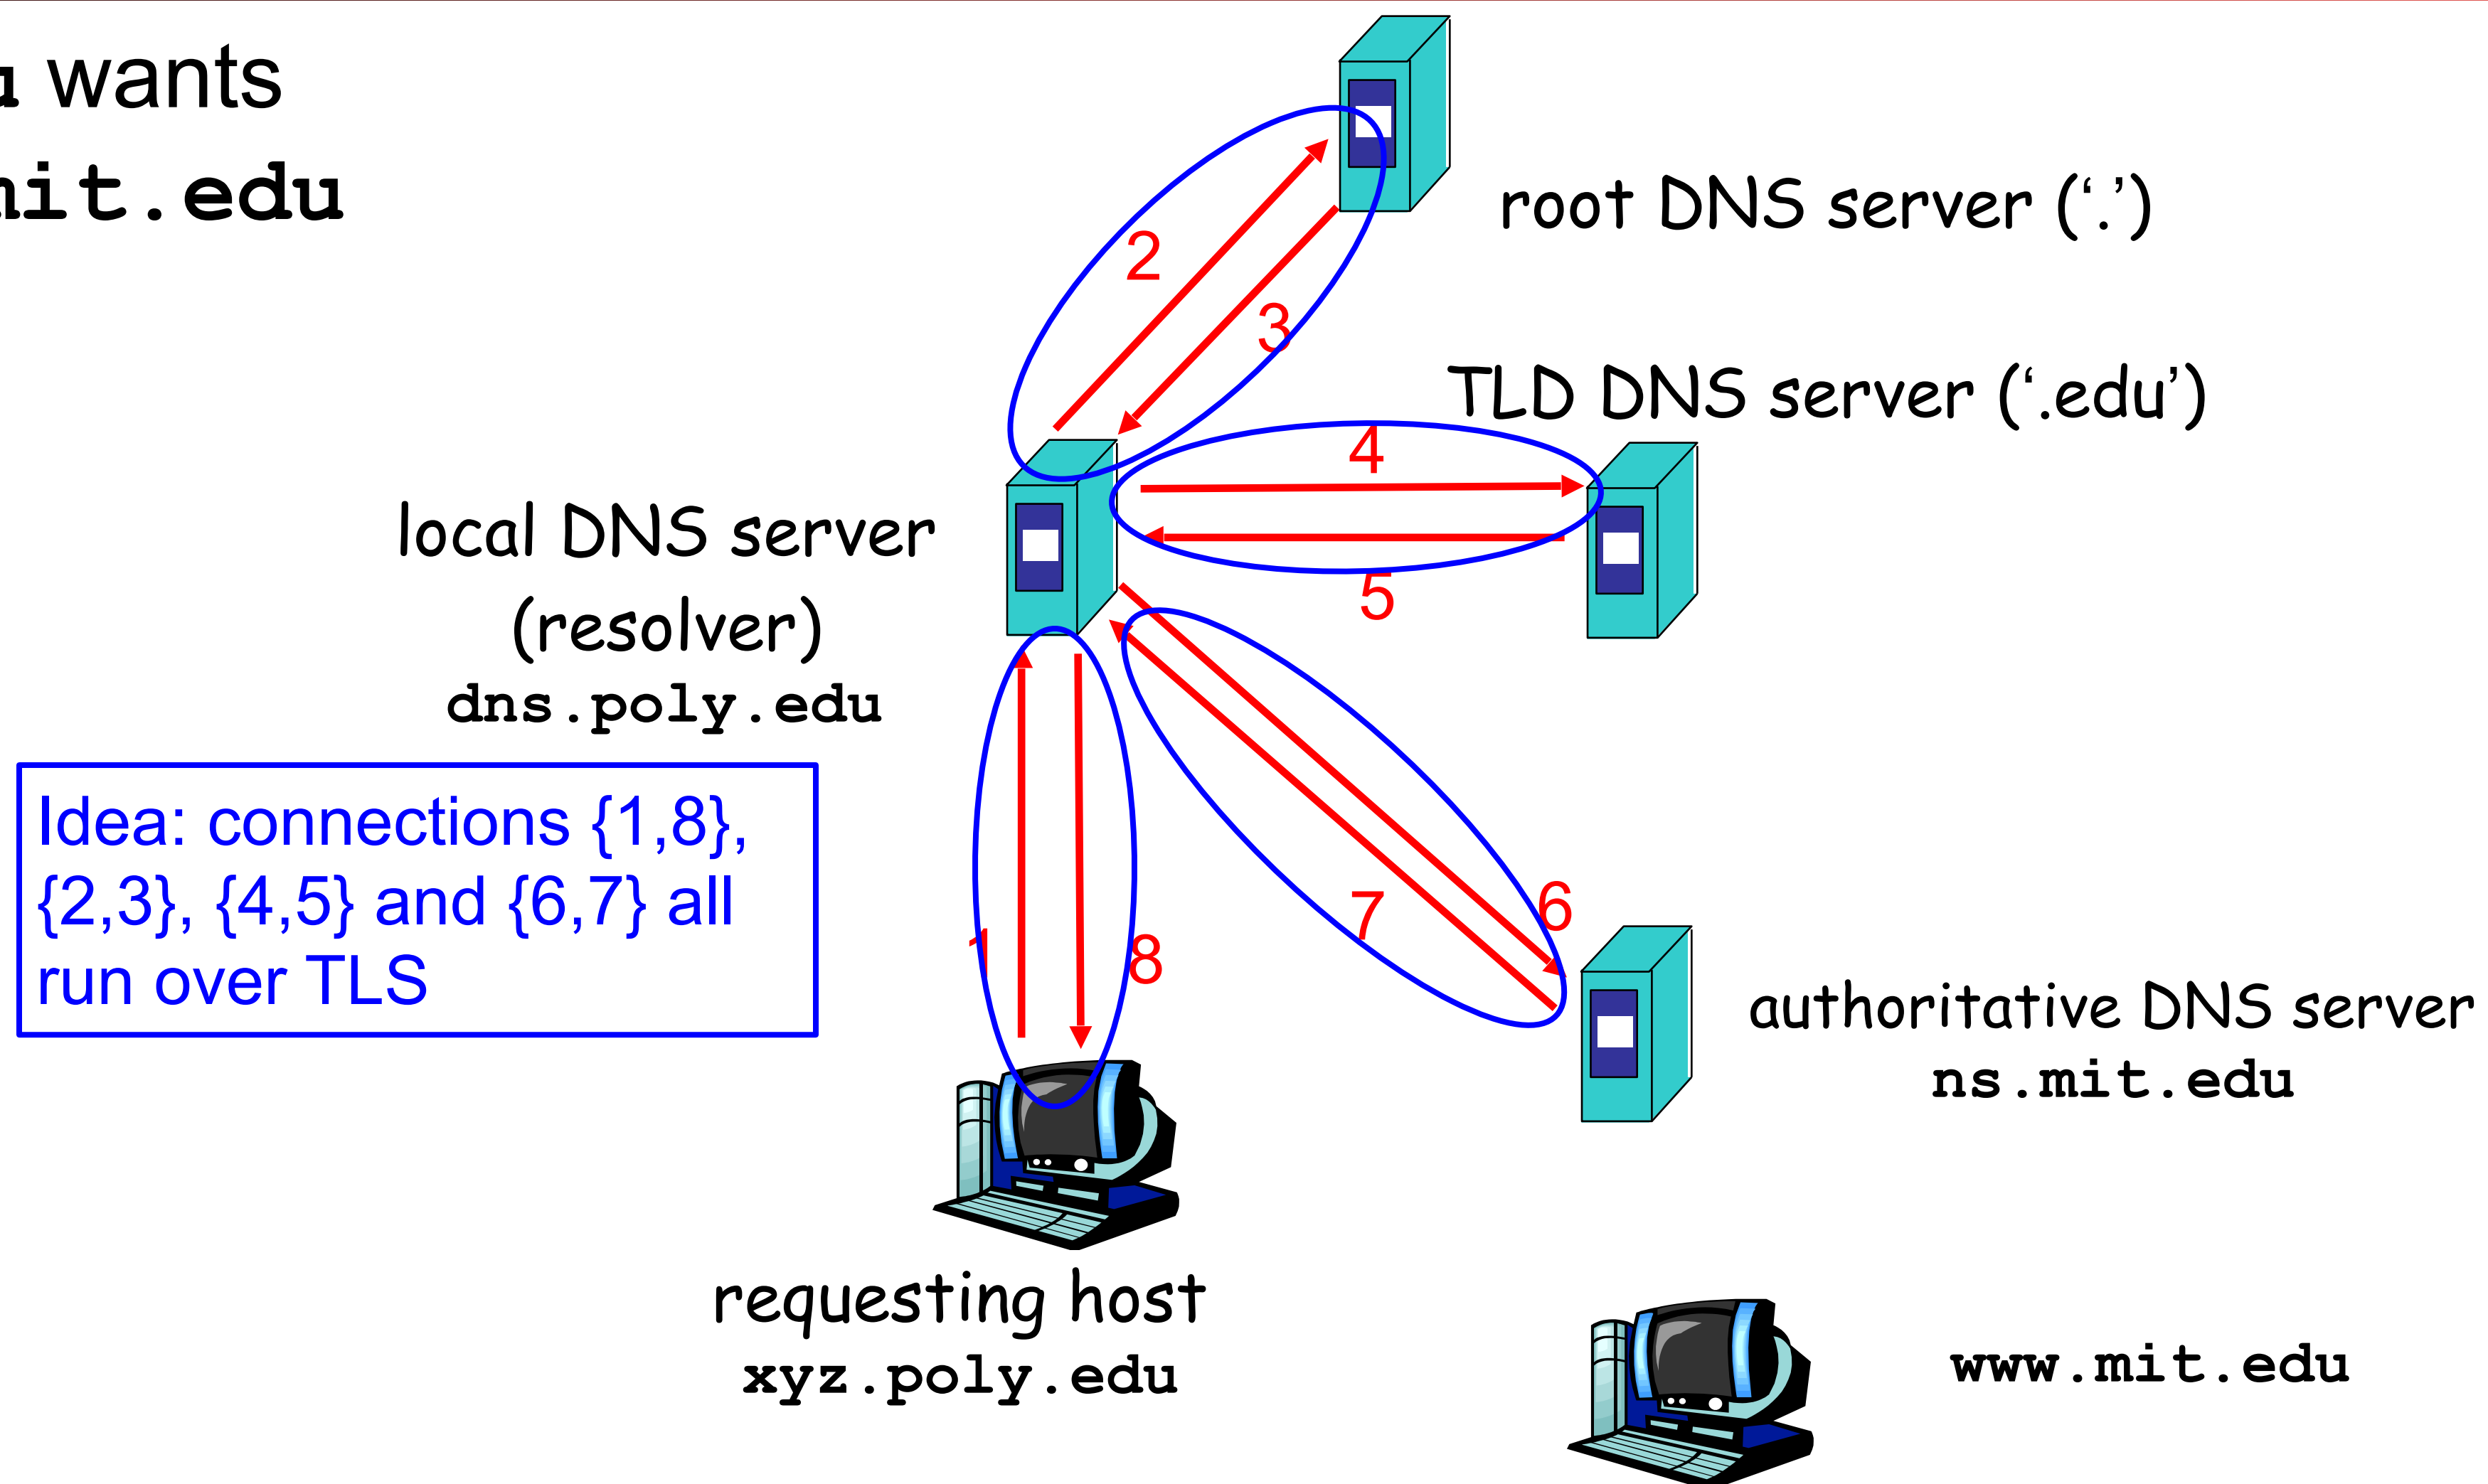 wants
mit.edu
root DNS server (‘.’)
2
3
TLD DNS server (‘.edu’)
4
local DNS server
(resolver)
dns.poly.edu
5
Idea: connections {1,8},
{2,3}, {4,5} and {6,7} all
run over TLS
1
8
7
6
authoritative DNS server
ns.mit.edu
requesting host
xyz.poly.edu
www.mit.edu